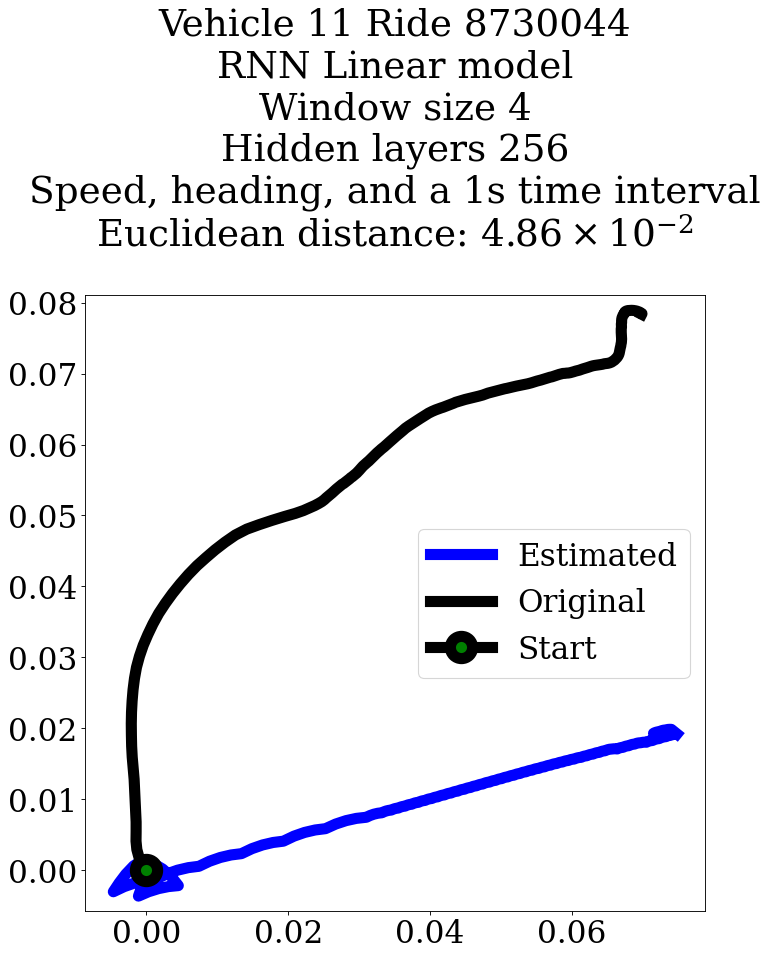 Vehicle 11 Ride 8730044
RNN Linear model
Window size 4
Hidden layers 256
Speed, heading, and a 1s time interval
Euclidean distance: 4.86 × 10⁻²
0.08
0.07
0.06
0.05
0.04
0.03
0.02
0.01
0.00
Estimated
Original
Start
0.00 0.02 0.04 0.06